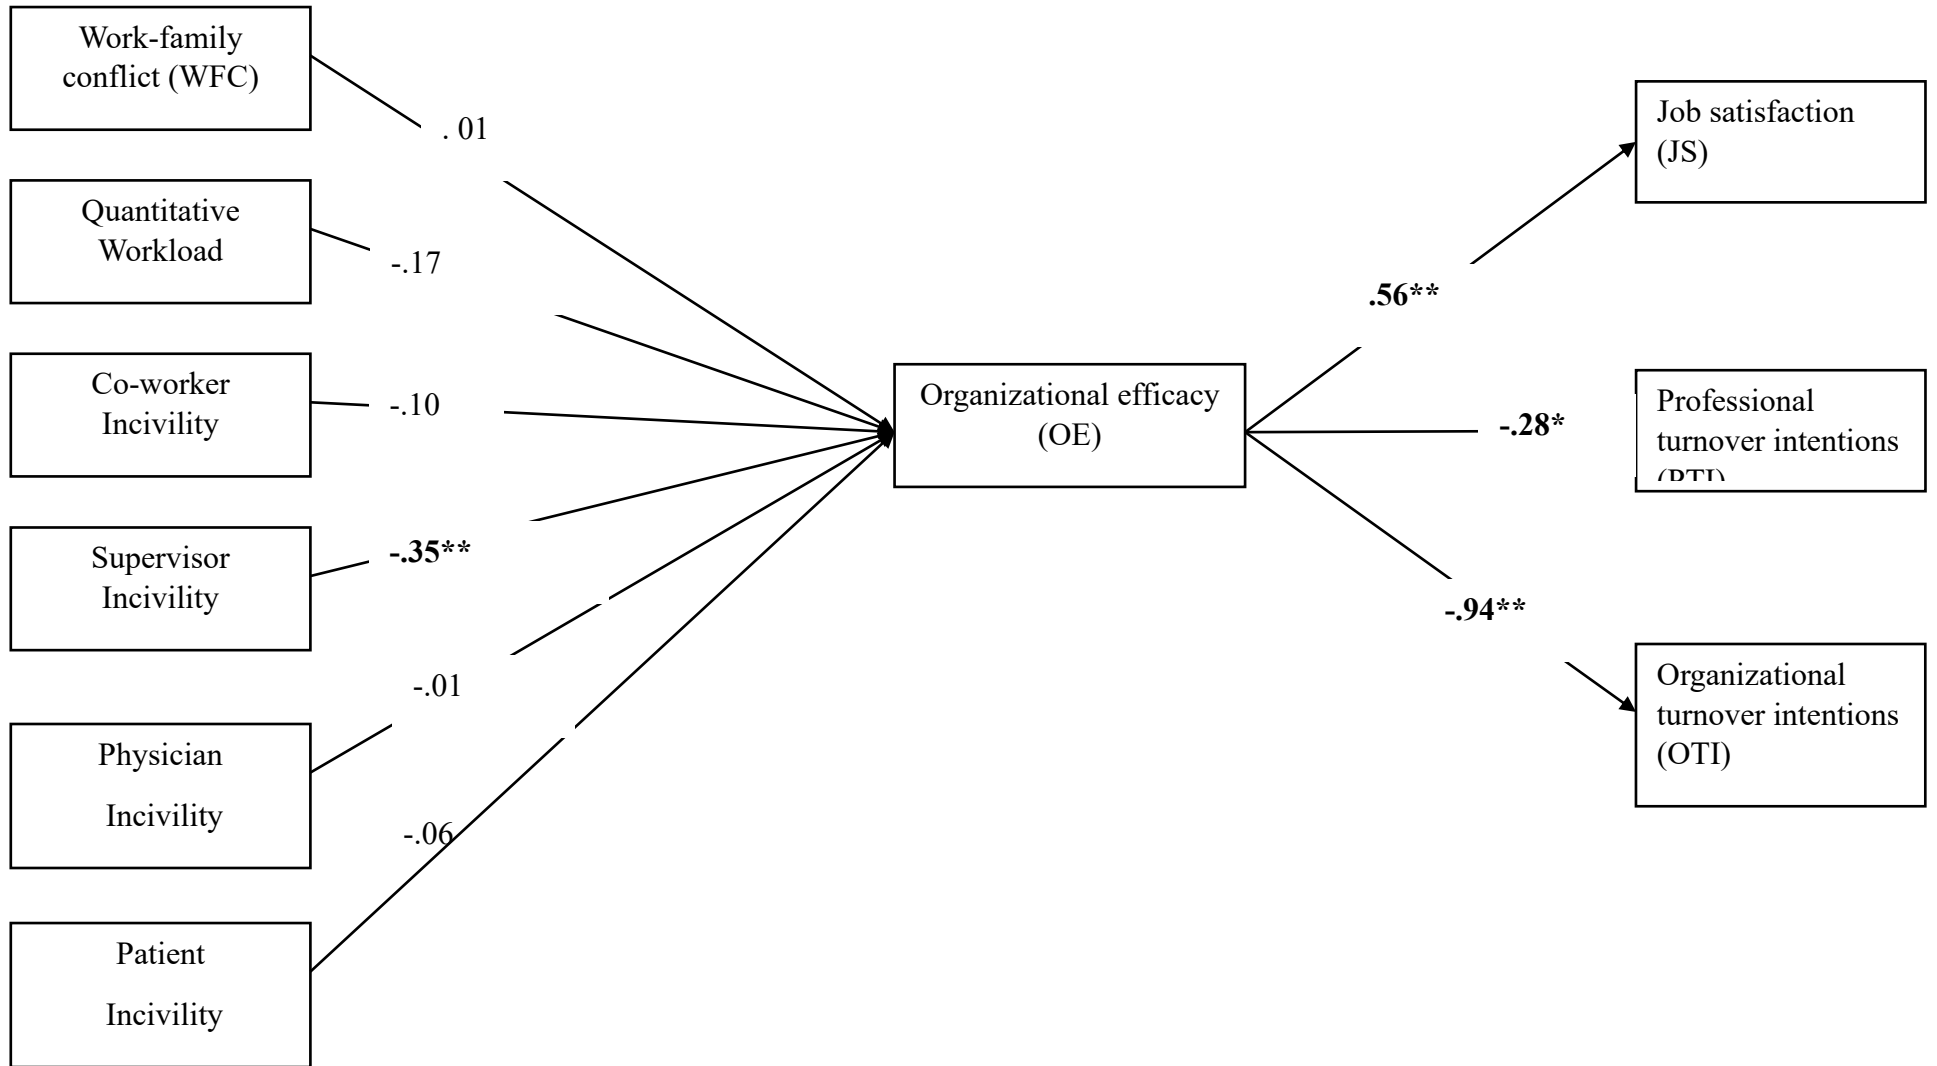 Work-family
conflict (WFC)
. 01
Quantitative
Workload
-.17
Co-worker
Incivility
-.10
Supervisor
Incivility
-.35**
Physician
Incivility
-.01
Patient
Incivility
-.06
Organizational efficacy
(OE)
.56**
-.28*
-.94**
Job satisfaction
(JS)
Professional
turnover intentions
(PTI)
Organizational
turnover intentions
(OTI)